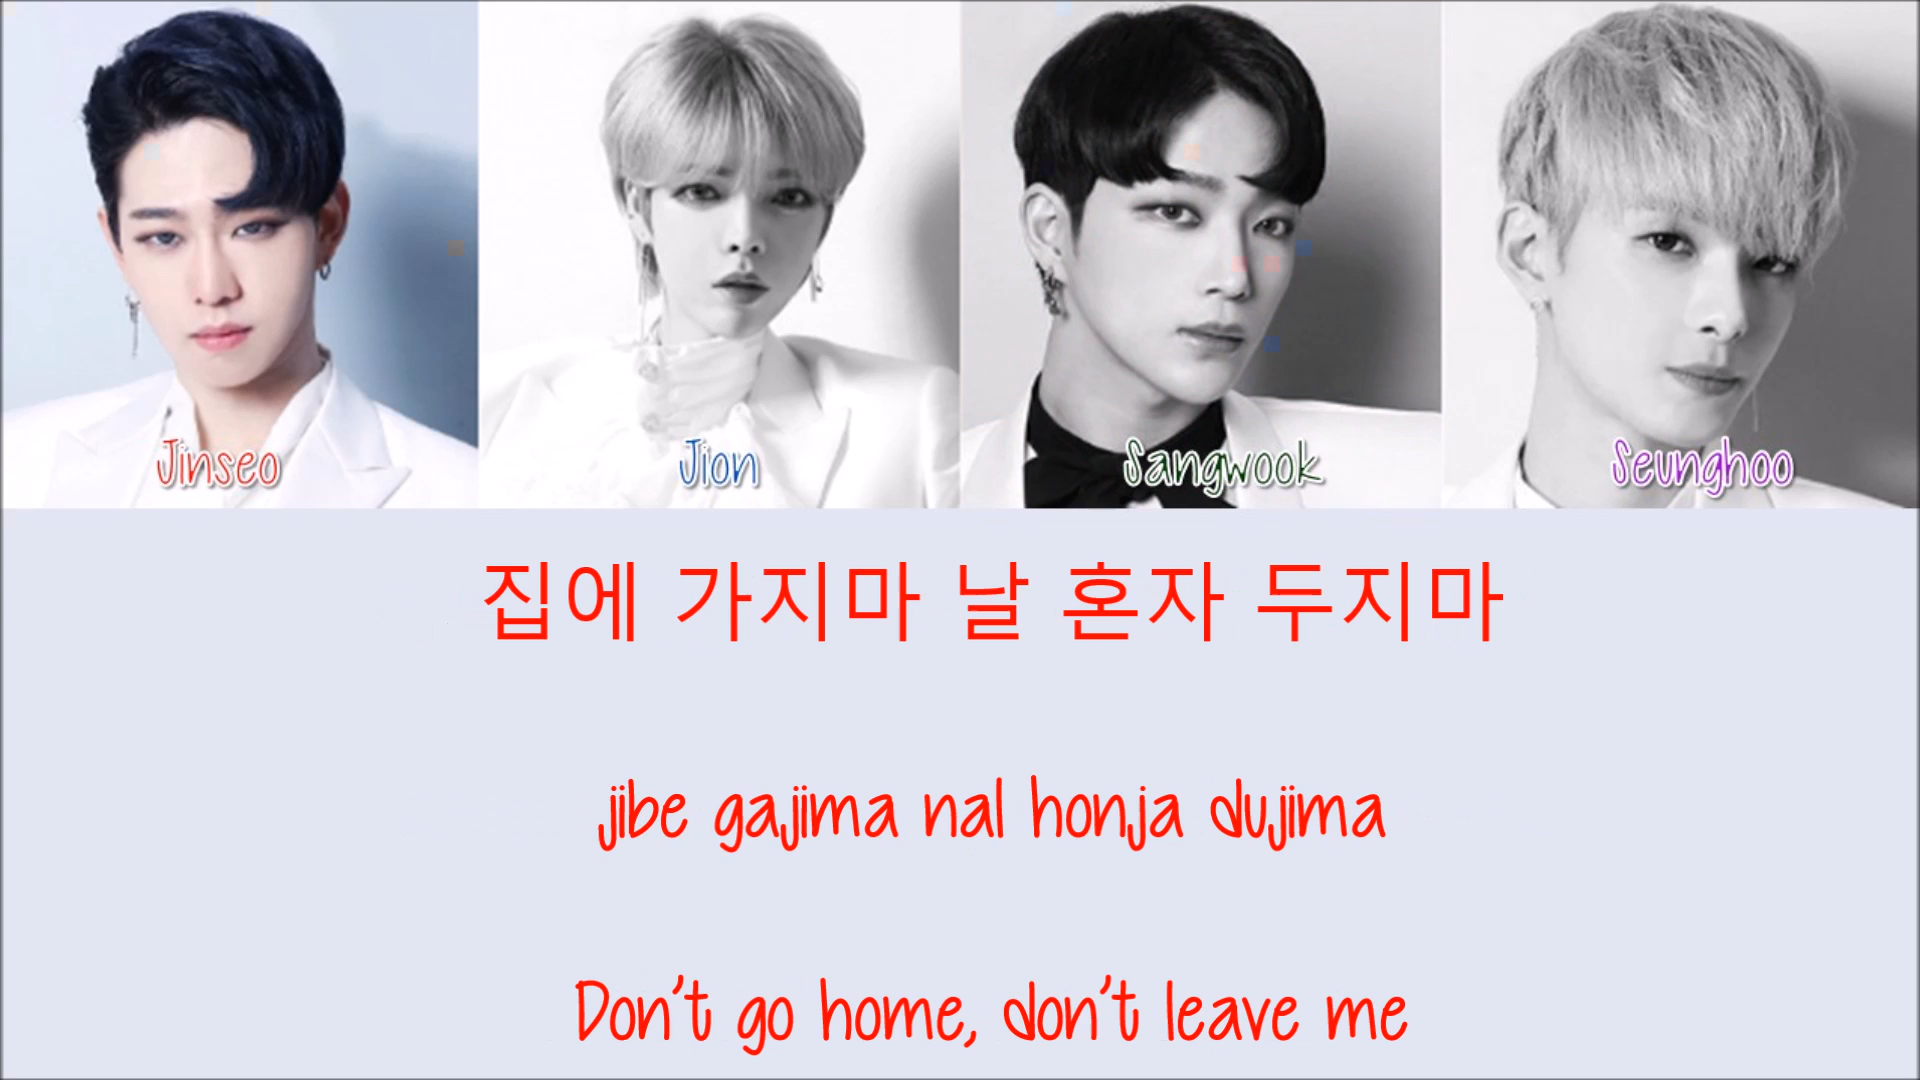 Jinseo
Jion
Sangwook
Seunghoo
집에 가지마 날 혼자 두지마
jibe gajima nal honja dujima
Don't go home, don't leave me